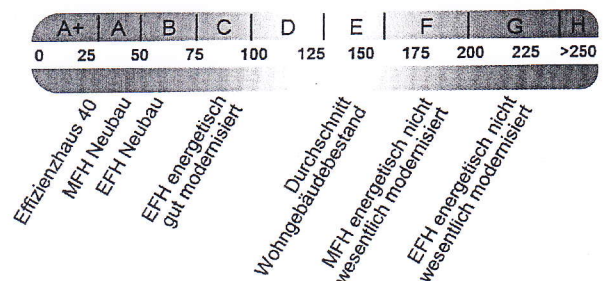 A+ A B C D E F G H
0 25 50 75 100 125 150 175 200 225 >250
Effizienzhaus 40
MFH Neubau
EFH Neubau
EFH energetisch
gut modernisiert
Durchschnitt
Wohngebäudebestand
MFH energetisch nicht
wesentlich modernisiert
EFH energetisch nicht
wesentlich modernisiert